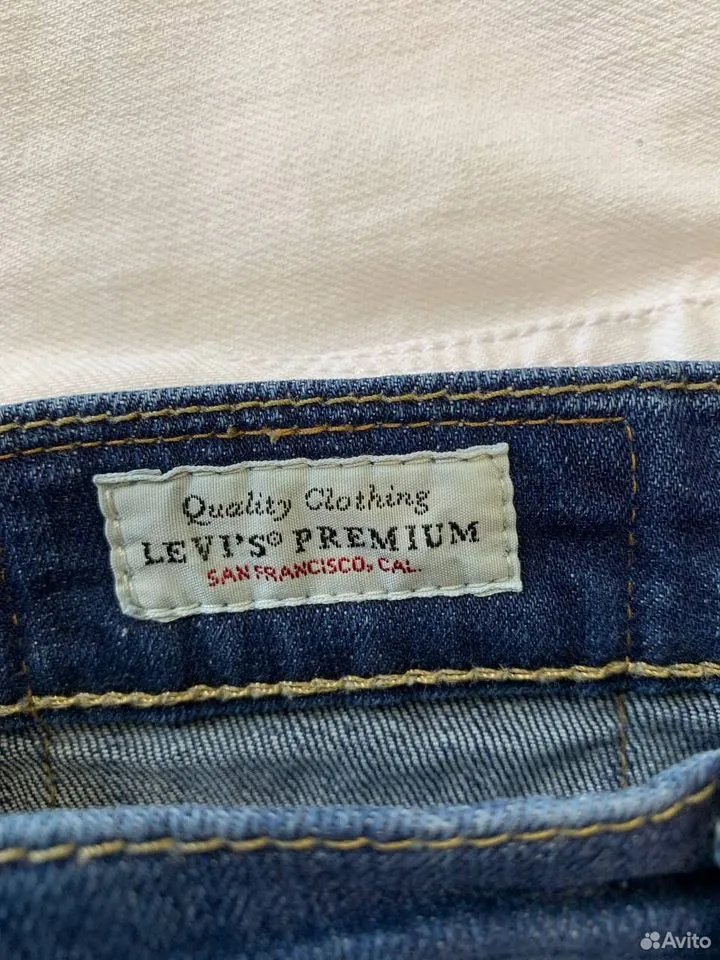 Quality Clothing
LEVI'S® PREMIUM
SAN FRANCISCO, CAL.
Avito